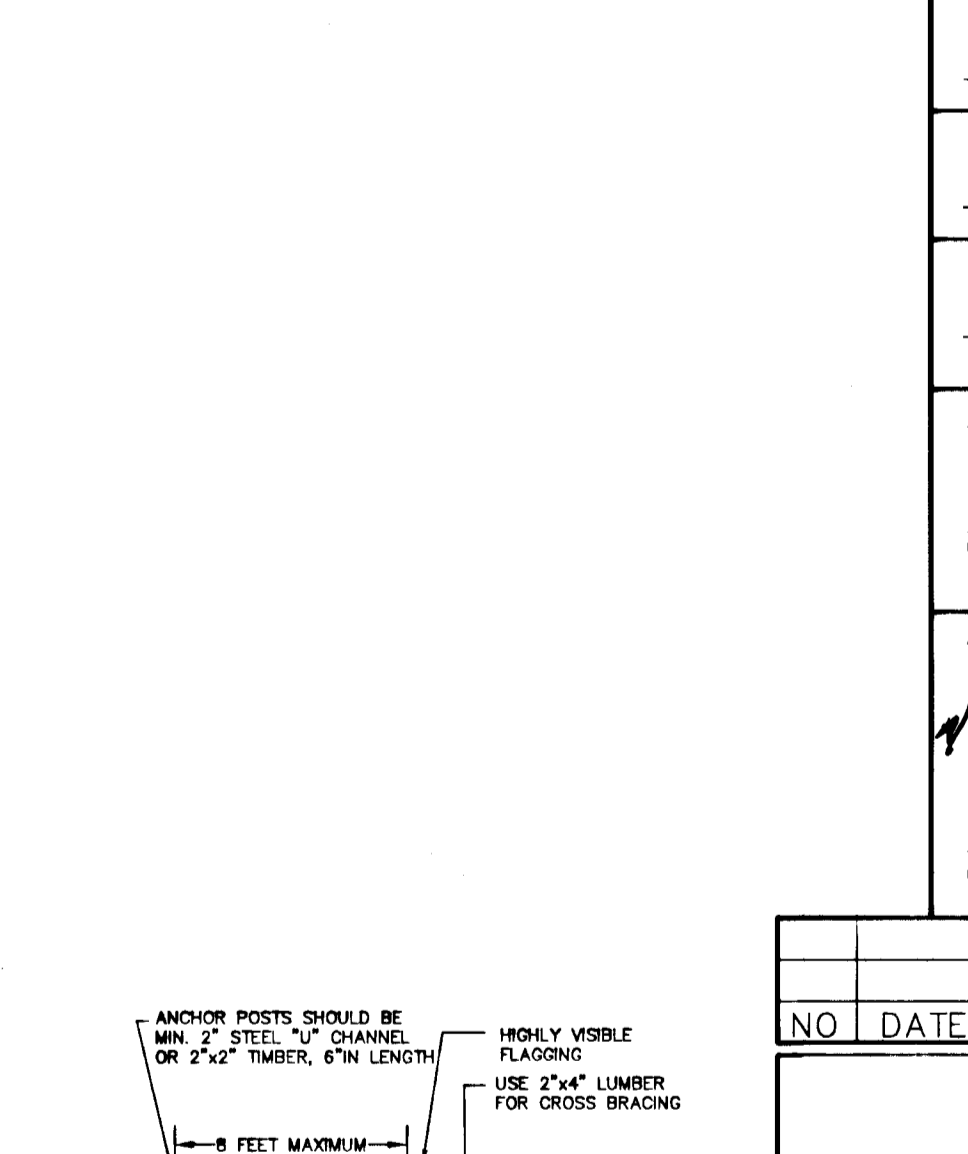 ANCHOR POSTS SHOULD BE
MIN. 2" STEEL "U" CHANNEL
OR 2"x2" TIMBER, 6"IN LENGTH
HIGHLY VISIBLE
FLAGGING
USE 2"x4" LUMBER
FOR CROSS BRACING
8 FEET MAXIMUM
NO DATE